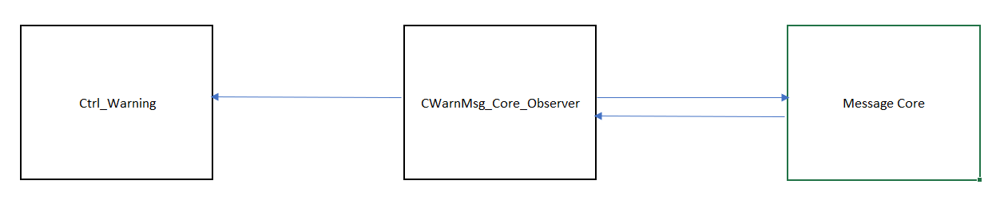 Ctrl_Warning
CWarnMsg_Core_Observer
Message Core